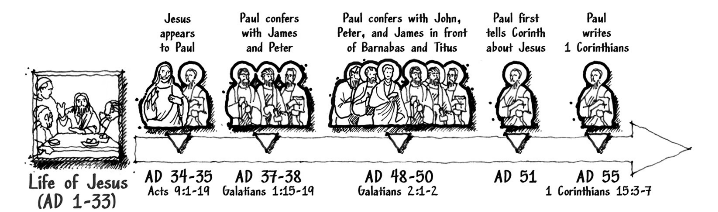 Jesus
appears
to Paul
Paul confers
with James
and Peter
Paul confers with John,
Peter, and James in front
of Barnabas and Titus
Paul first
tells Corinth
about Jesus
Paul
writes
1 Corinthians
Life of Jesus
(AD 1-33)
AD 34-35
Acts 9:1-19
AD 37-38
Galatians 1:15-19
AD 48-50
Galatians 2:1-2
AD 51
AD 55
1 Corinthians 15:3-7